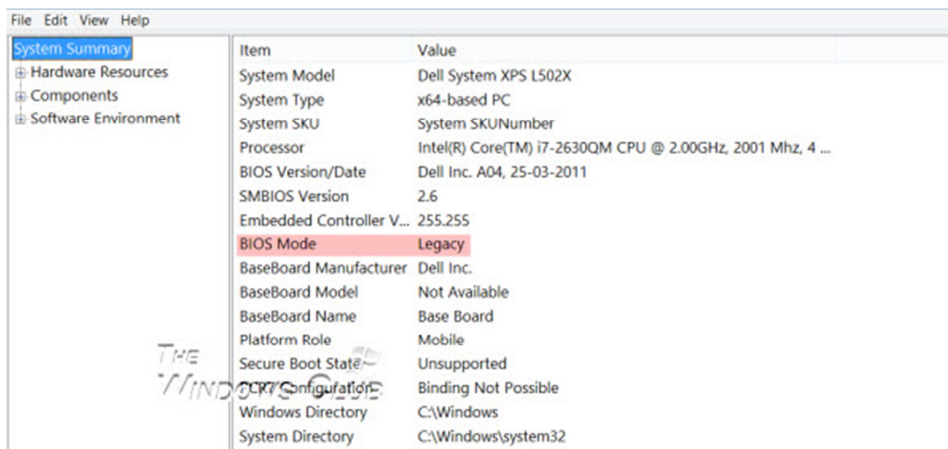 File Edit View Help
System Summary
Hardware Resources
Components
Software Environment
Item Value
System Model Dell System XPS L502X
System Type x64-based PC
System SKU System SKUNumber
Processor Intel(R) Core(TM) i7-2630QM CPU @ 2.00GHz, 2001 Mhz, 4 ...
BIOS Version/Date Dell Inc. A04, 25-03-2011
SMBIOS Version 2.6
Embedded Controller V... 255.255
BIOS Mode Legacy
BaseBoard Manufacturer Dell Inc.
BaseBoard Model Not Available
BaseBoard Name Base Board
Platform Role Mobile
Secure Boot State Unsupported
PCR7 Configuration Binding Not Possible
Windows Directory C:\Windows
System Directory C:\Windows\system32
The
Windows Club